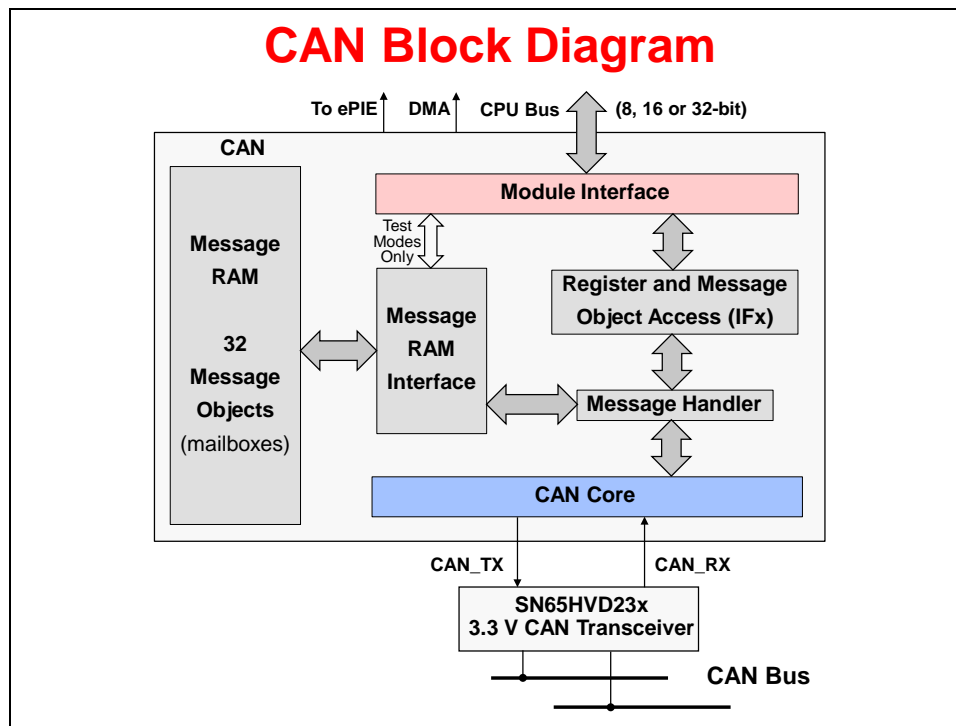 CAN Block Diagram
To ePIE
DMA
CPU Bus
(8, 16 or 32-bit)
CAN
Module Interface
Test
Modes
Only
Message
RAM
32
Message
Objects
(mailboxes)
Message
RAM
Interface
Register and Message
Object Access (IFx)
Message Handler
CAN Core
CAN_TX
CAN_RX
SN65HVD23x
3.3 V CAN Transceiver
CAN Bus